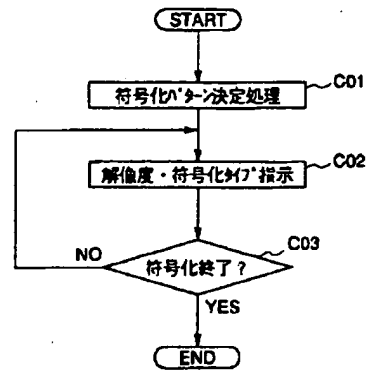 START
符号化パターン決定処理
C01
解像度・符号化タイプ指示
C02
符号化終了?
C03
NO
YES
END